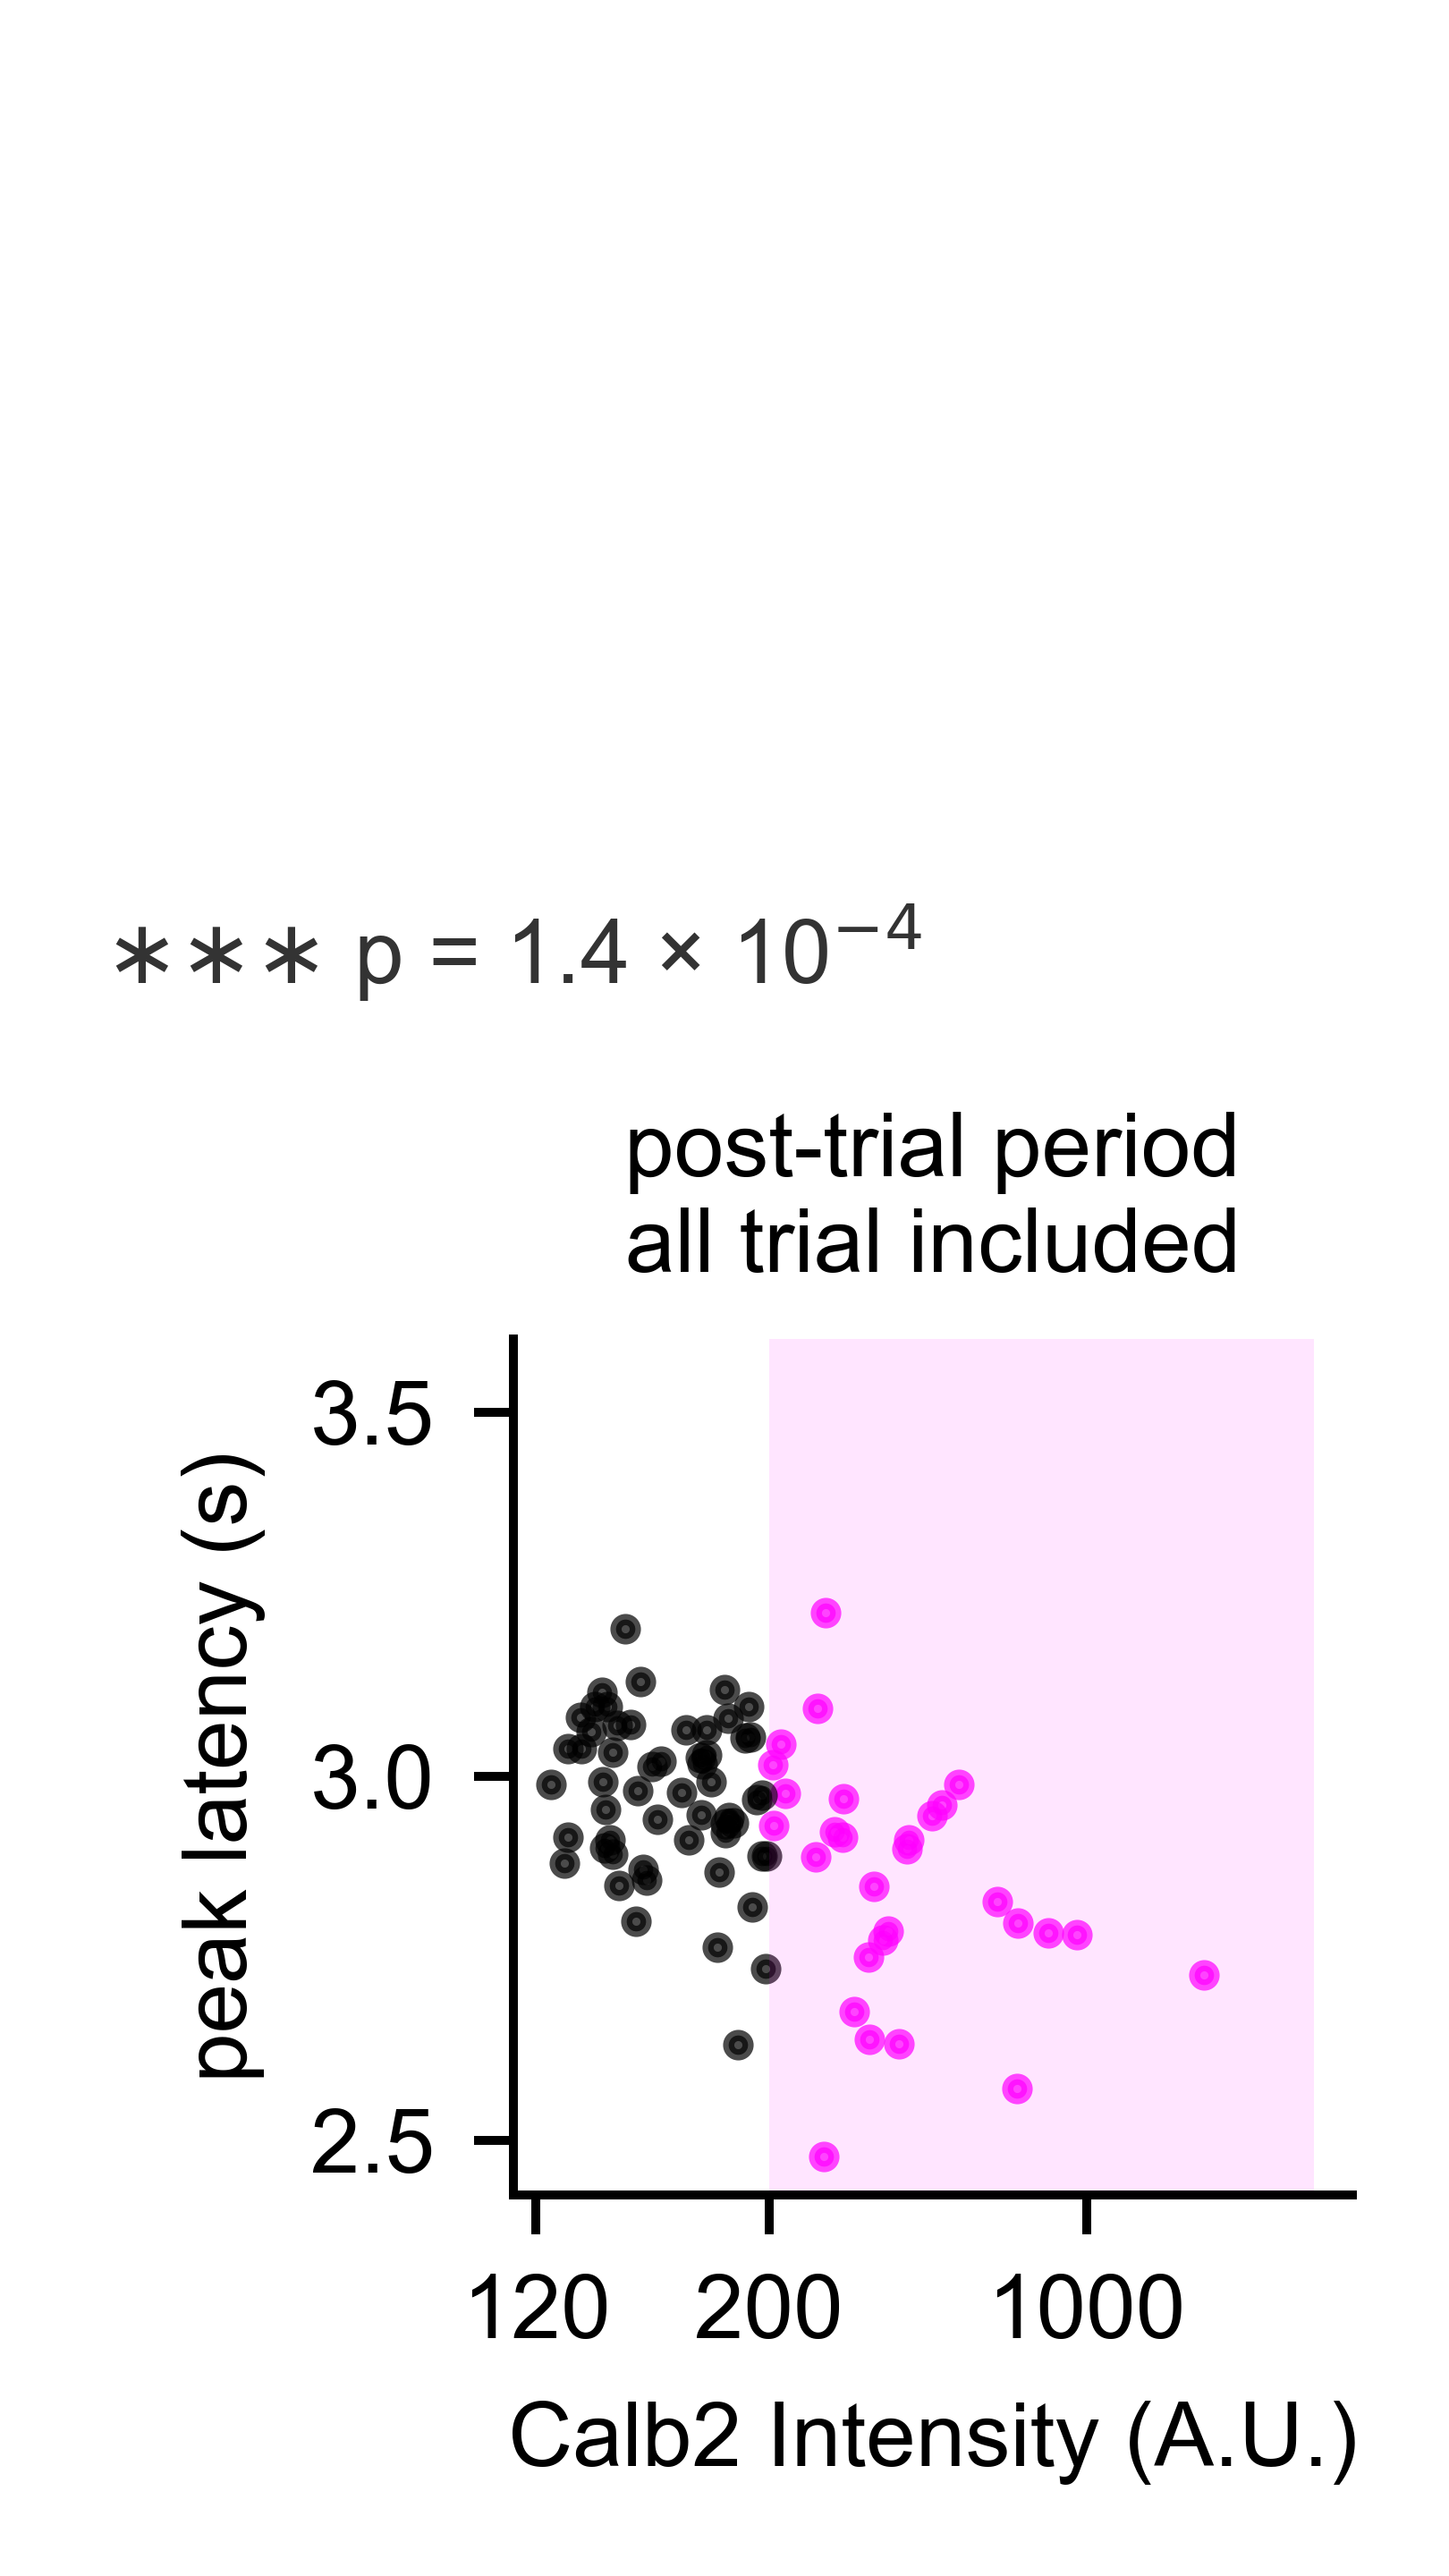 ∗∗∗ p = 1.4 × 10⁻⁴
post-trial period
all trial included
3.5
3.0
2.5
peak latency (s)
120 200 1000
Calb2 Intensity (A.U.)